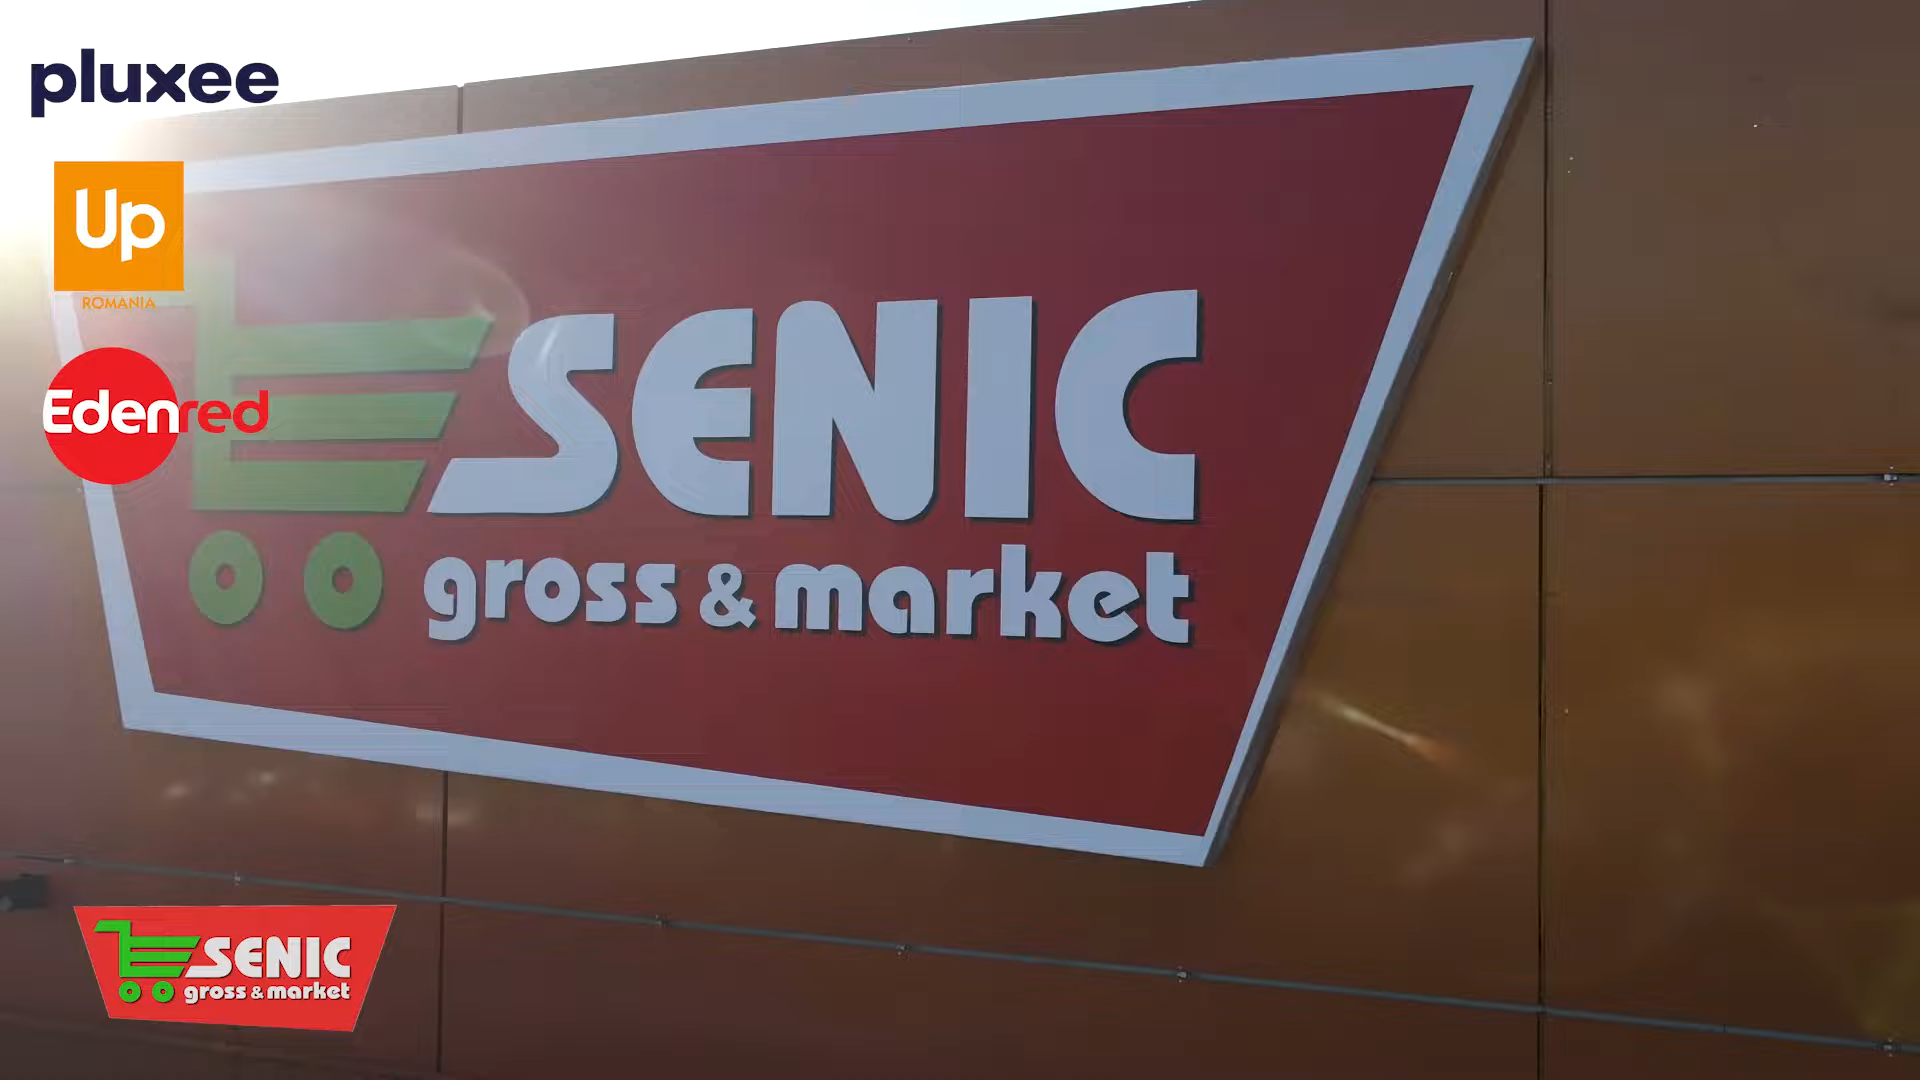 pluxee
Up
ROMANIA
Edenred
SENIC
gross & market
SENIC
gross & market